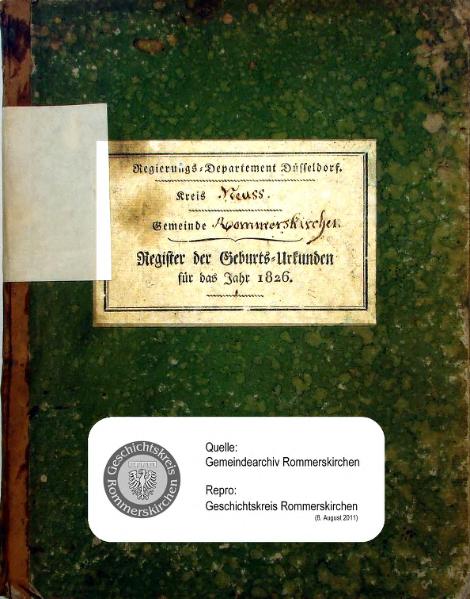 Regierungs-Departement Düsseldorf.
Kreis Neuss.
Gemeinde Rommerskirchen.
Register der Geburts-Urkunden
für das Jahr 1826.
Geschichtskreis
Rommerskirchen
Quelle:
Gemeindearchiv Rommerskirchen
Repro:
Geschichtskreis Rommerskirchen
(6. August 2011)